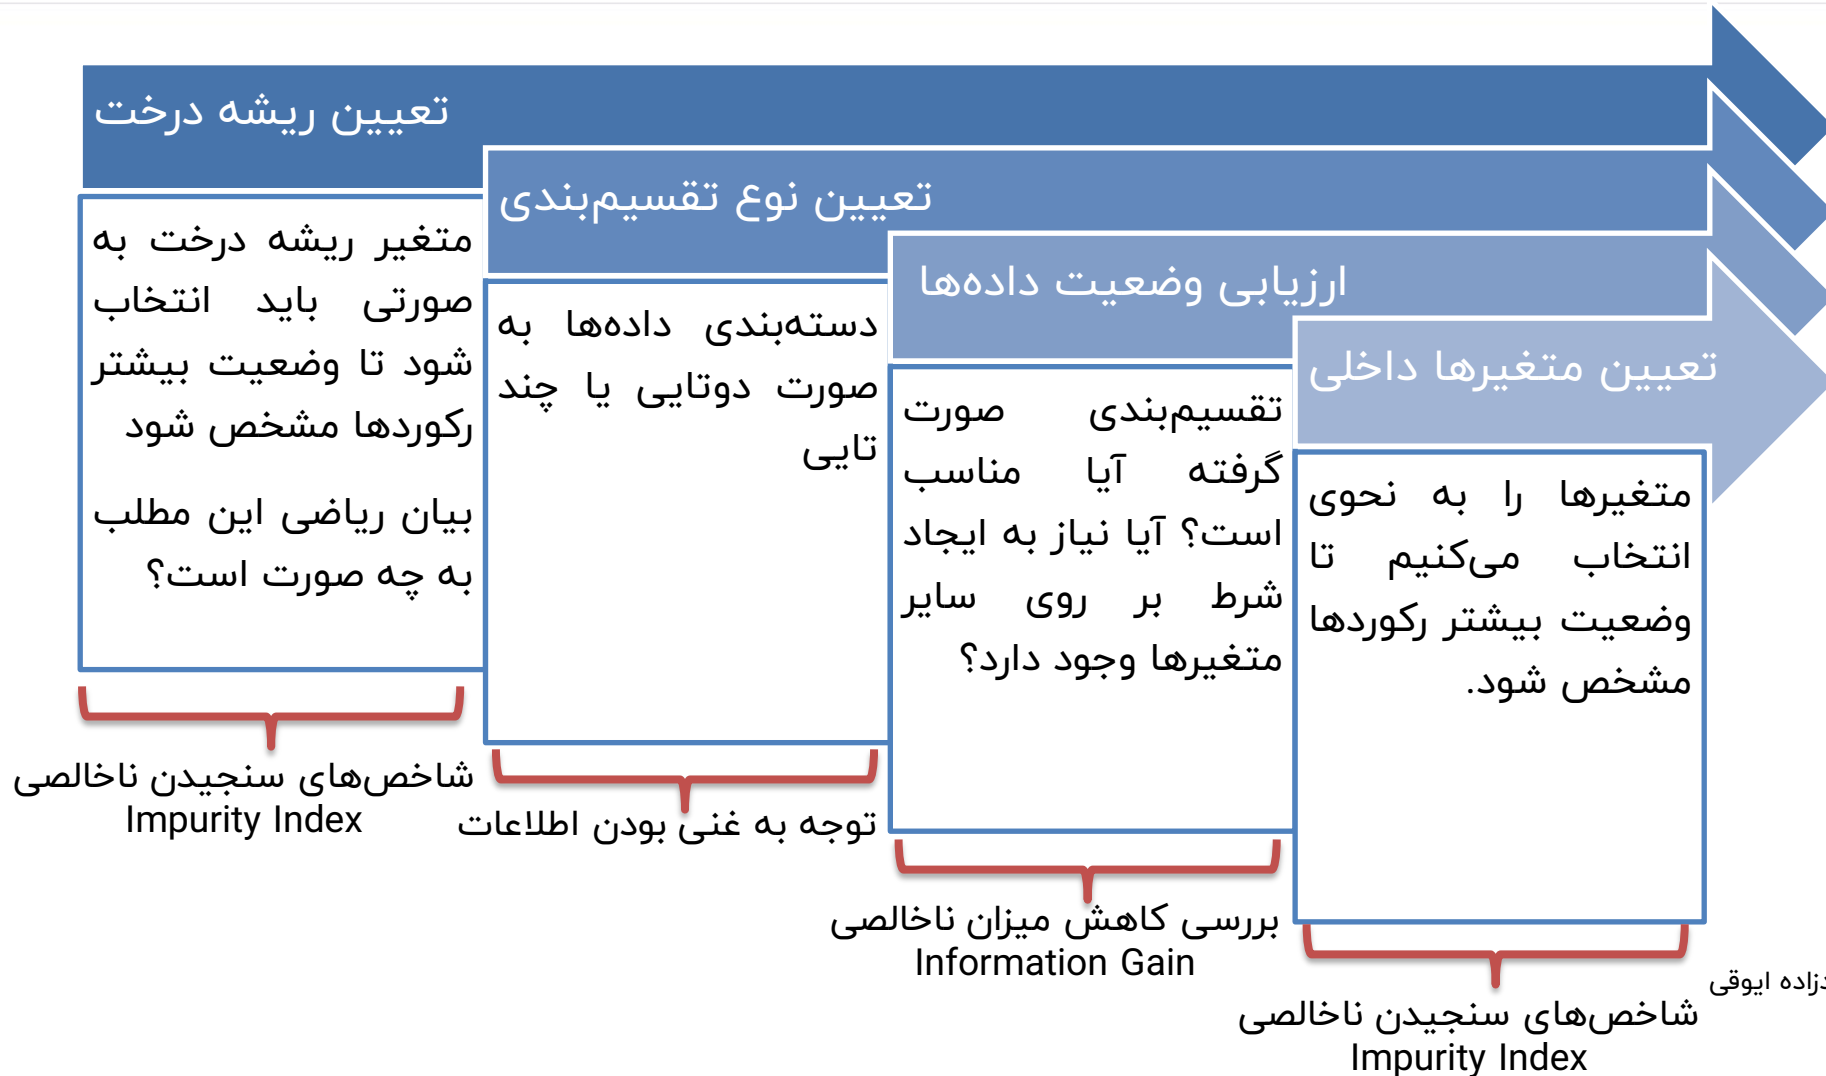 تعیین ریشه درخت
متغیر ریشه درخت به
صورتی باید انتخاب
شود تا وضعیت بیشتر
رکوردها مشخص شود
بیان ریاضی این مطلب
به چه صورت است؟
شاخص‌های سنجیدن ناخالصی
Impurity Index
تعیین نوع تقسیم‌بندی
دسته‌بندی داده‌ها به
صورت دوتایی یا چند
تایی
توجه به غنی بودن اطلاعات
ارزیابی وضعیت داده‌ها
تقسیم‌بندی صورت
گرفته آیا مناسب
است؟ آیا نیاز به ایجاد
شرط بر روی سایر
متغیرها وجود دارد؟
بررسی کاهش میزان ناخالصی
Information Gain
تعیین متغیرها داخلی
متغیرها را به نحوی
انتخاب می‌کنیم تا
وضعیت بیشتر رکوردها
مشخص شود.
شاخص‌های سنجیدن ناخالصی
Impurity Index
ایوقی